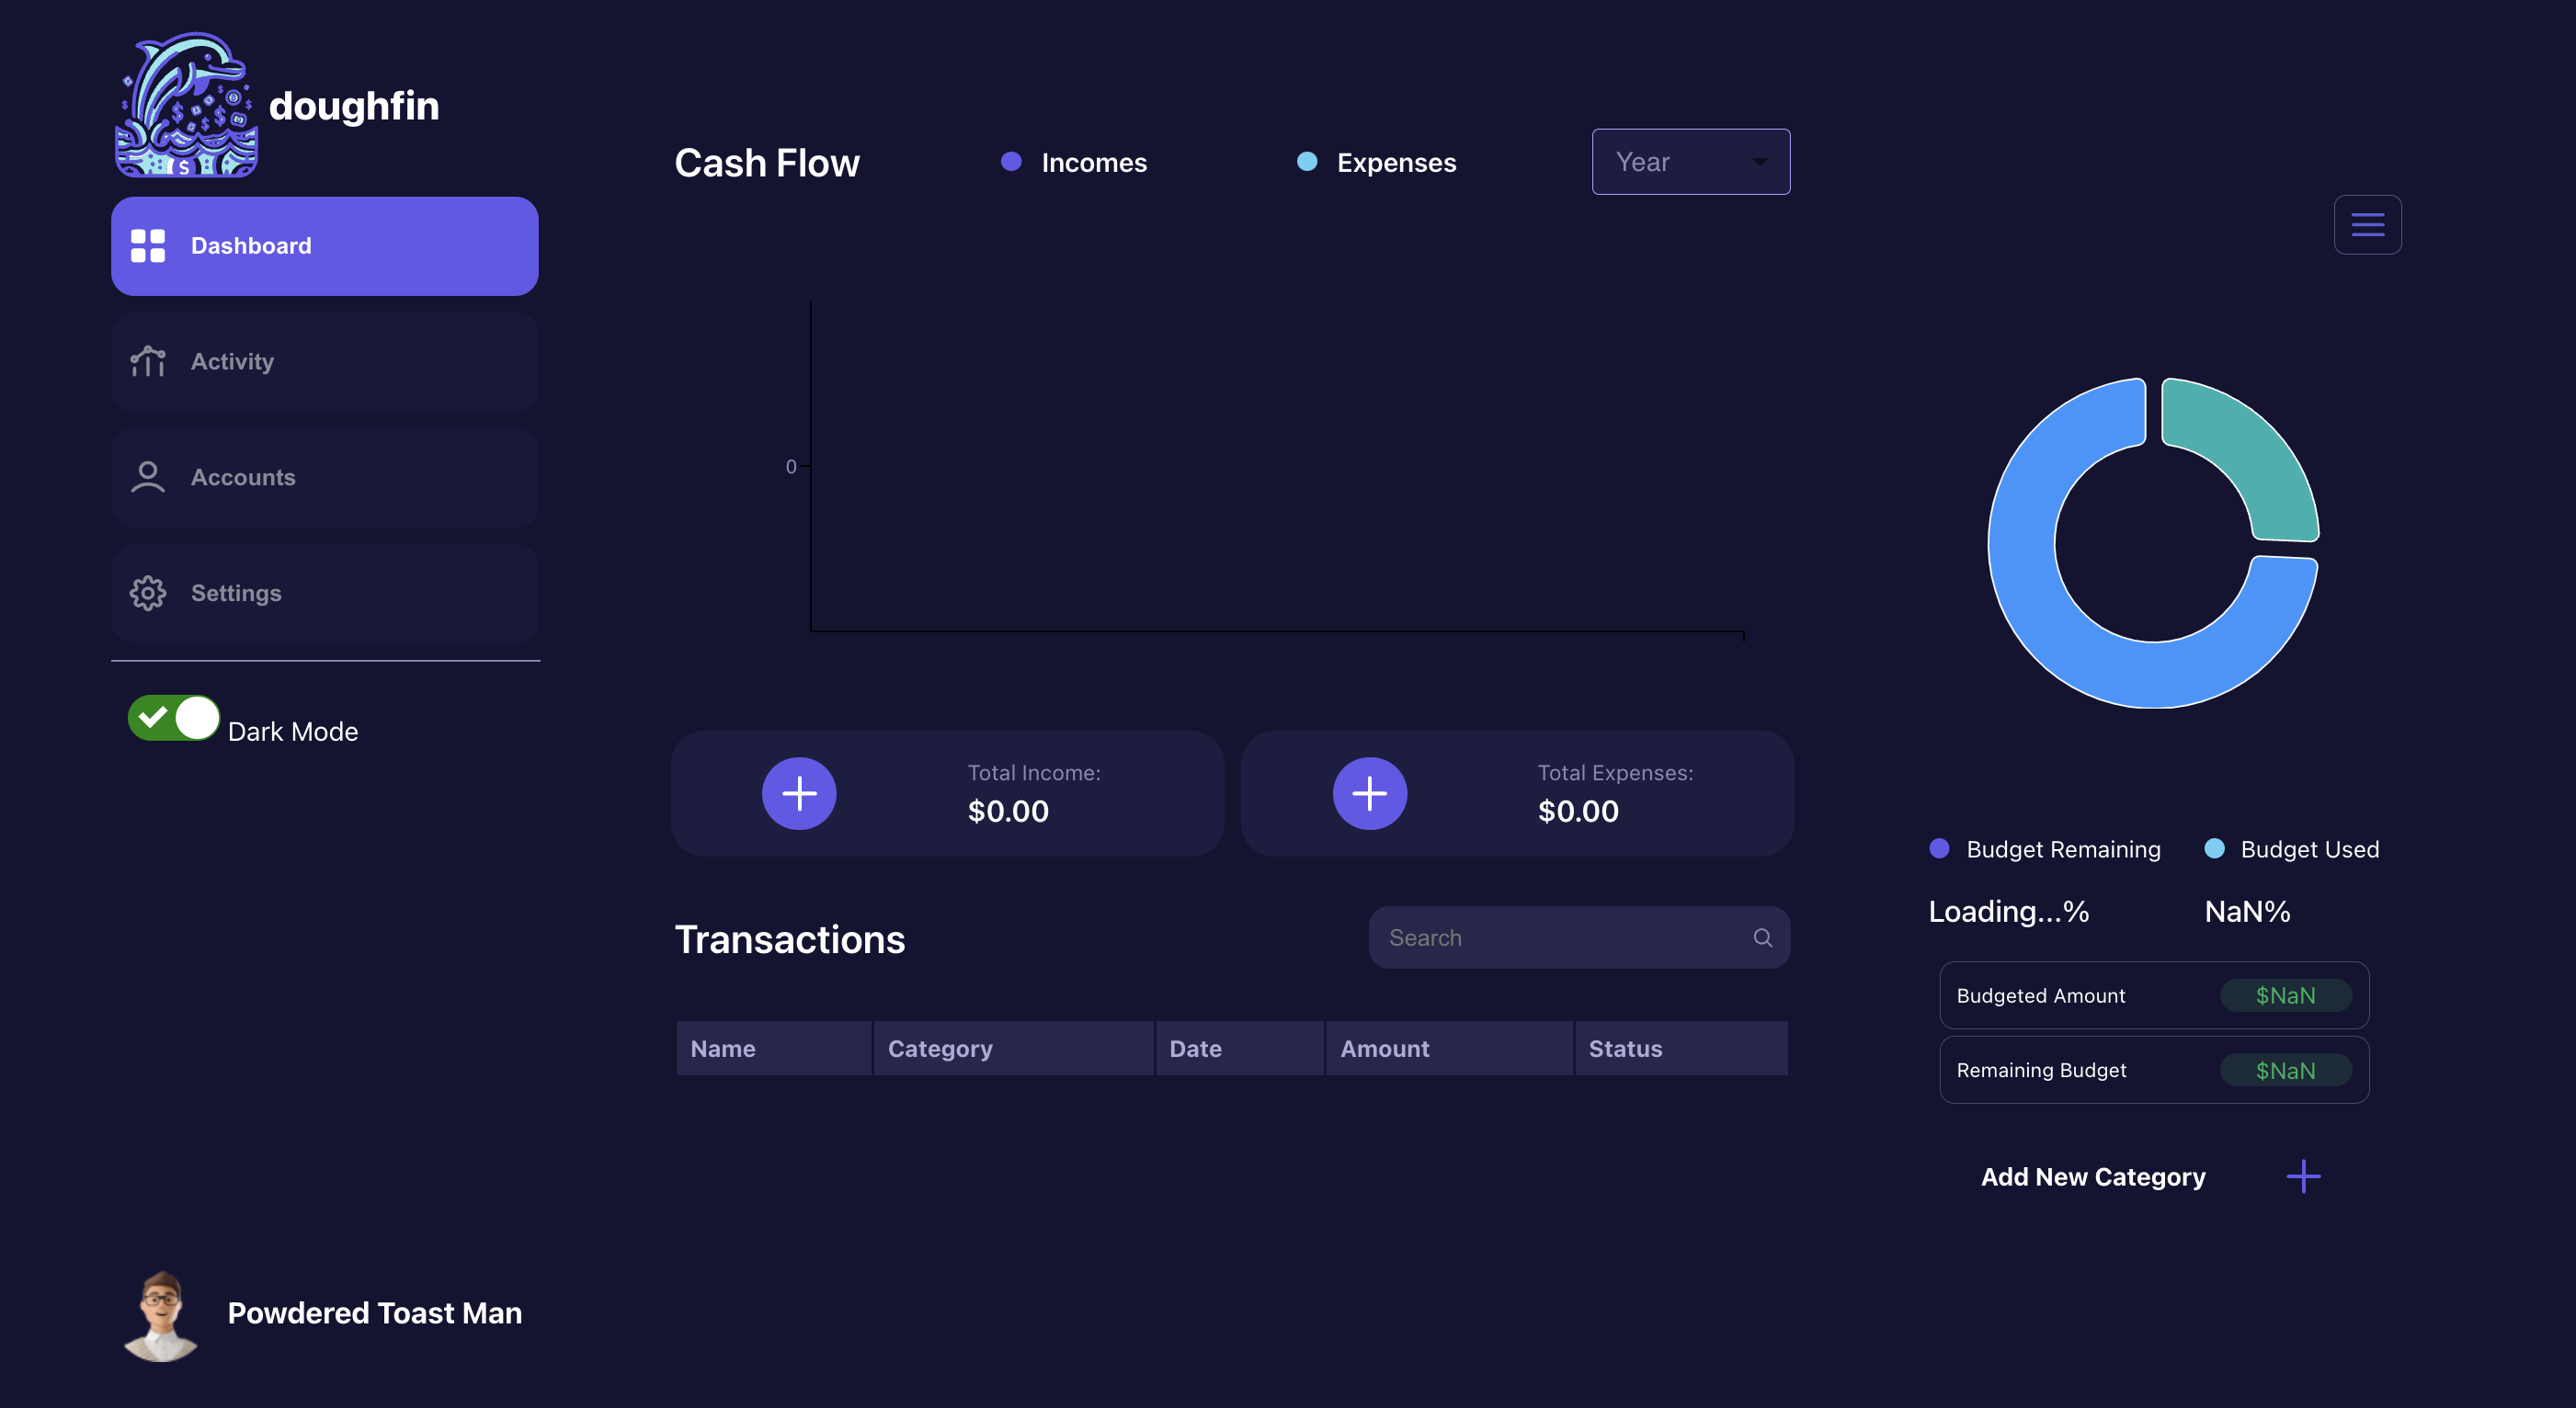 doughfin
Dashboard
Activity
Accounts
Settings
Dark Mode
Powdered Toast Man
Cash Flow
Incomes
Expenses
Year
0
Total Income:
$0.00
Total Expenses:
$0.00
Transactions
Search
Name Category Date Amount Status
Budget Remaining
Loading...%
Budget Used
NaN%
Budgeted Amount $NaN
Remaining Budget $NaN
Add New Category